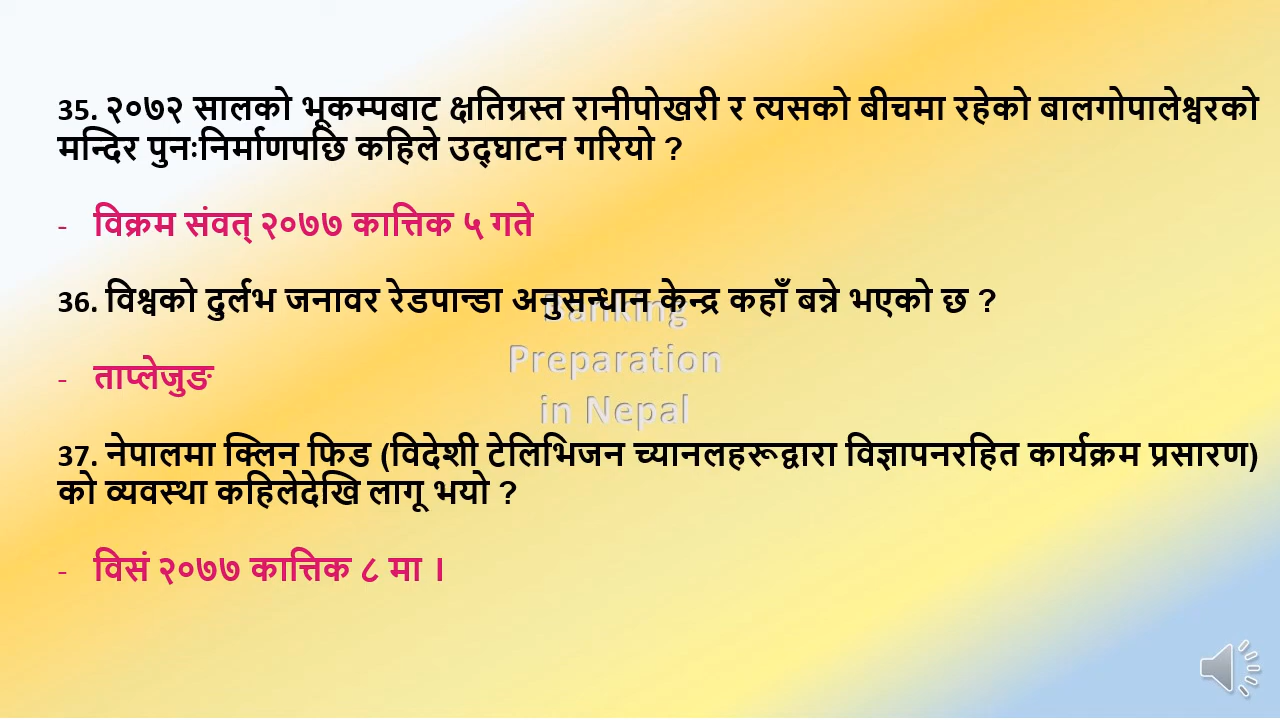 35. २०७२ सालको भूकम्पबाट क्षतिग्रस्त रानीपोखरी र त्यसको बीचमा रहेको बालगोपालेश्वरको
मन्दिर पुनःनिर्माणपछि कहिले उद्घाटन गरियो ?
- विक्रम संवत् २०७७ कात्तिक ५ गते
36. विश्वको दुर्लभ जनावर रेडपान्डा अनुसन्धान केन्द्र कहाँ बन्ने भएको छ ?
Banking
Preparation
in Nepal
- ताप्लेजुङ
37. नेपालमा क्लिन फिड (विदेशी टेलिभिजन च्यानलहरूद्वारा विज्ञापनरहित कार्यक्रम प्रसारण)
को व्यवस्था कहिलेदेखि लागू भयो ?
- विसं २०७७ कात्तिक ८ मा ।